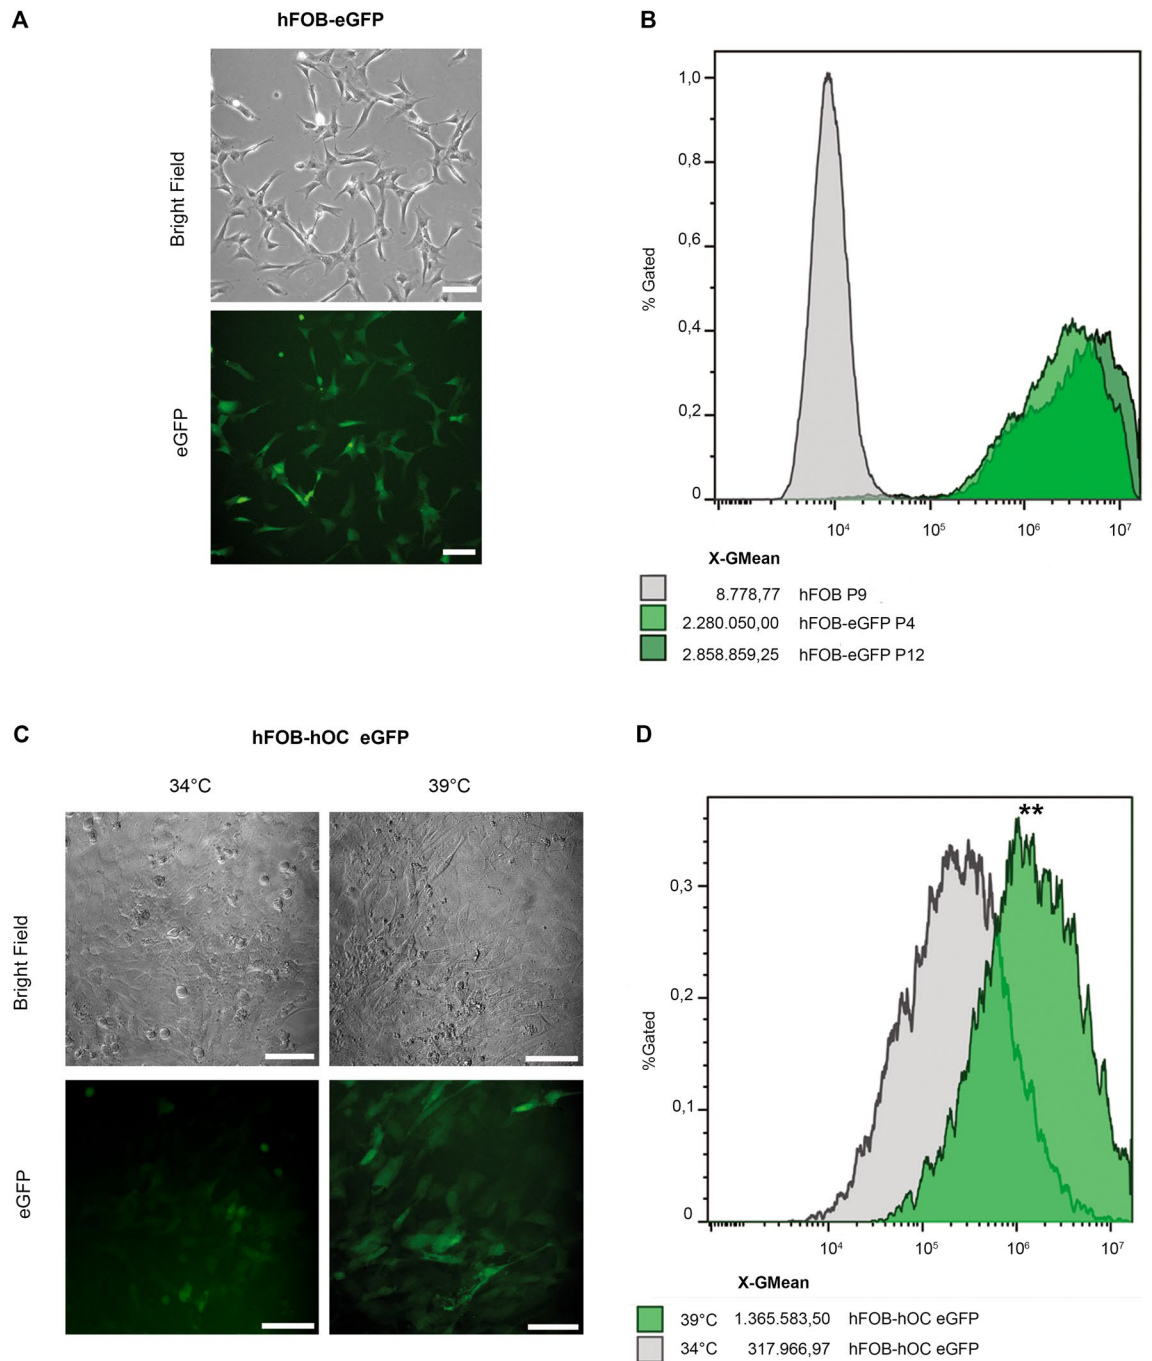 A
hFOB-eGFP
Bright Field
eGFP
B
1,0
0,8
0,6
0,4
0,2
0
% Gated
10⁴ 10⁵ 10⁶ 10⁷
X-GMean
8.778,77 hFOB P9
2.280.050,00 hFOB-eGFP P4
2.858.859,25 hFOB-eGFP P12
C
hFOB-hOC eGFP
34°C 39°C
Bright Field
eGFP
D
**
0,3
0,2
0,1
0
%Gated
10⁴ 10⁵ 10⁶ 10⁷
X-GMean
39°C 1.365.583,50 hFOB-hOC eGFP
34°C 317.966,97 hFOB-hOC eGFP